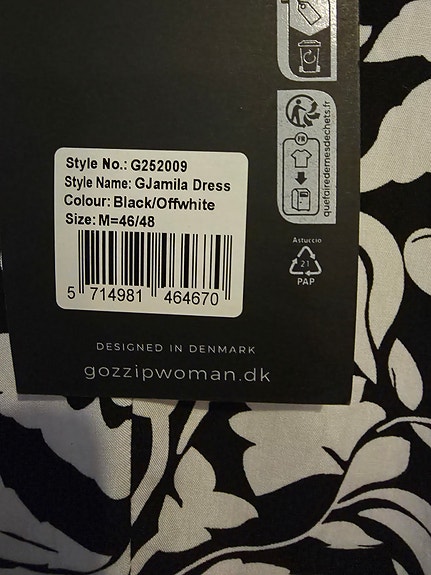 Style No.: G252009
Style Name: GJamila Dress
Colour: Black/Offwhite
Size: M=46/48
5 714981 464670
DESIGNED IN DENMARK
gozzipwoman.dk
FR
quefairedemesdechets.fr
Astuccio
21
PAP